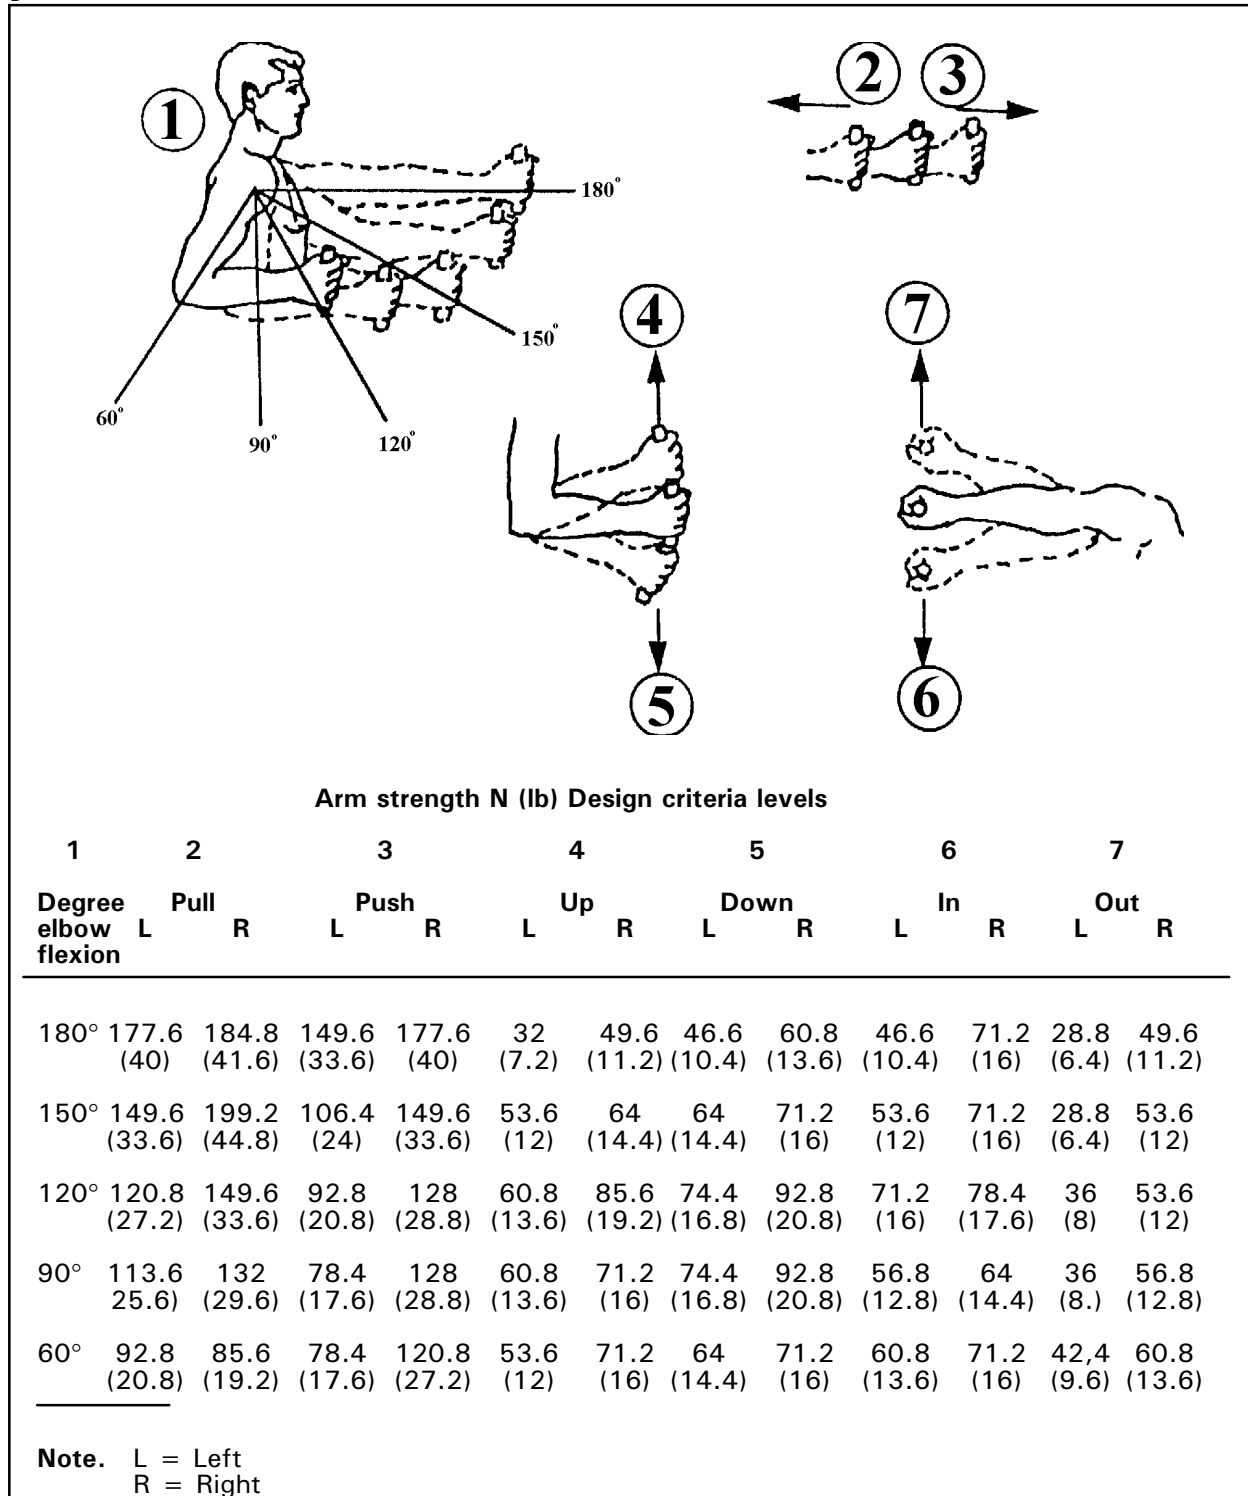 1
2 3
180°
150°
60°
90°
120°
4 7
5 6
Arm strength N (lb) Design criteria levels
1 2 3 4 5 6 7
Degree Pull Push Up Down In Out
elbow L R L R L R L R L R L R
flexion
180° 177.6 184.8 149.6 177.6 32 49.6 46.6 60.8 46.6 71.2 28.8 49.6
(40) (41.6) (33.6) (40) (7.2) (11.2) (10.4) (13.6) (10.4) (16) (6.4) (11.2)
150° 149.6 199.2 106.4 149.6 53.6 64 64 71.2 53.6 71.2 28.8 53.6
(33.6) (44.8) (24) (33.6) (12) (14.4) (14.4) (16) (12) (16) (6.4) (12)
120° 120.8 149.6 92.8 128 60.8 85.6 74.4 92.8 71.2 78.4 36 53.6
(27.2) (33.6) (20.8) (28.8) (13.6) (19.2) (16.8) (20.8) (16) (17.6) (8) (12)
90° 113.6 132 78.4 128 60.8 71.2 74.4 92.8 56.8 64 36 56.8
25.6) (29.6) (17.6) (28.8) (13.6) (16) (16.8) (20.8) (12.8) (14.4) (8.) (12.8)
60° 92.8 85.6 78.4 120.8 53.6 71.2 64 71.2 60.8 71.2 42,4 60.8
(20.8) (19.2) (17.6) (27.2) (12) (16) (14.4) (16) (13.6) (16) (9.6) (13.6)
Note. L = Left
R = Right